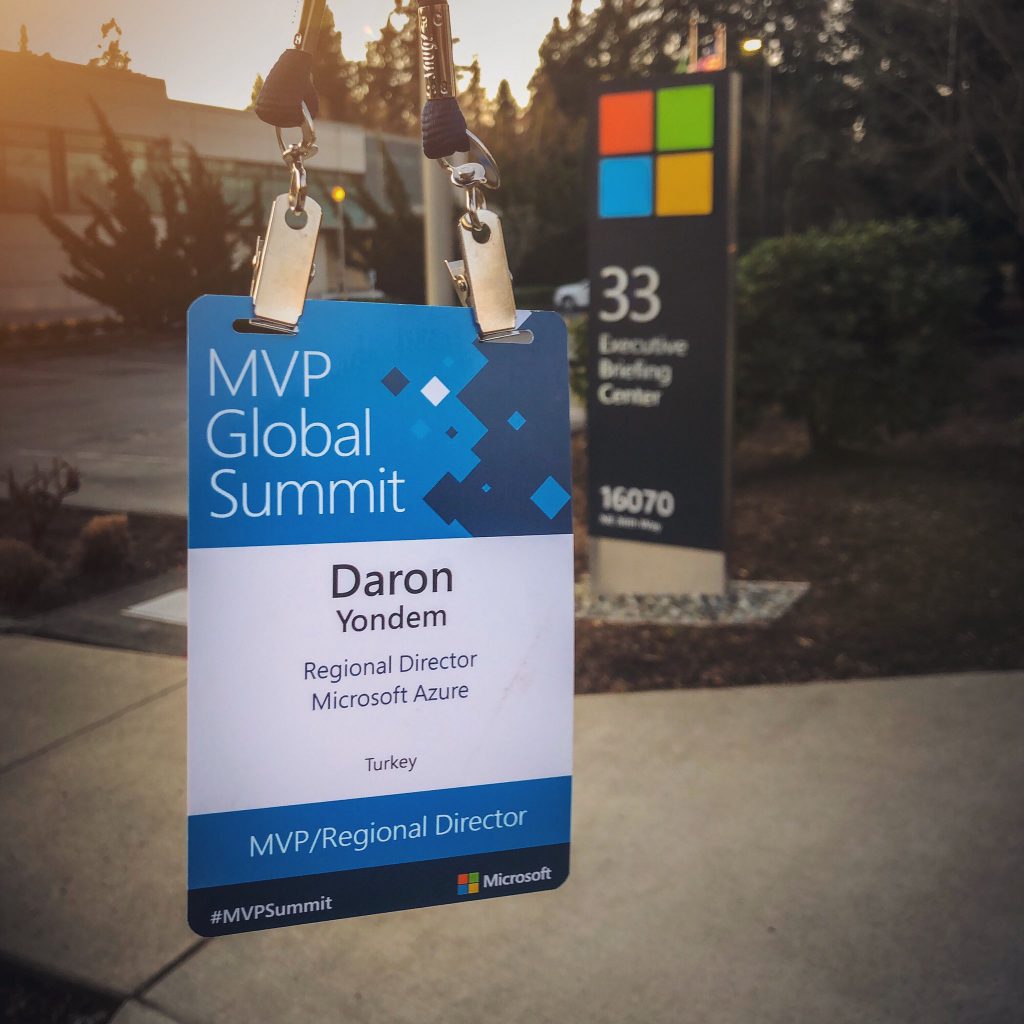 MVP
Global
Summit
Daron
Yondem
Regional Director
Microsoft Azure
Turkey
MVP/Regional Director
Microsoft
#MVPSummit
33
Executive
Briefing
Center
16070